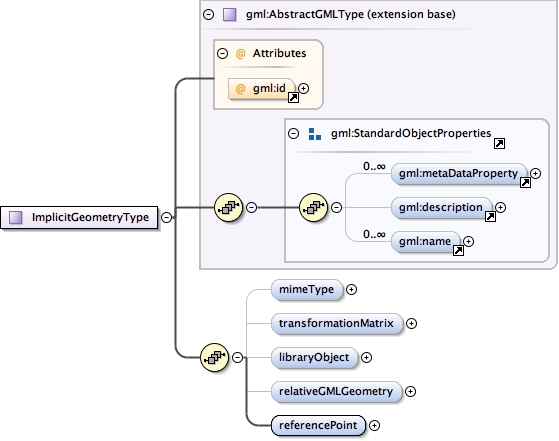 gml:AbstractGMLType (extension base)
@ Attributes
@ gml:id
gml:StandardObjectProperties
0..∞
gml:metaDataProperty
gml:description
0..∞
gml:name
ImplicitGeometryType
mimeType
transformationMatrix
libraryObject
relativeGMLGeometry
referencePoint